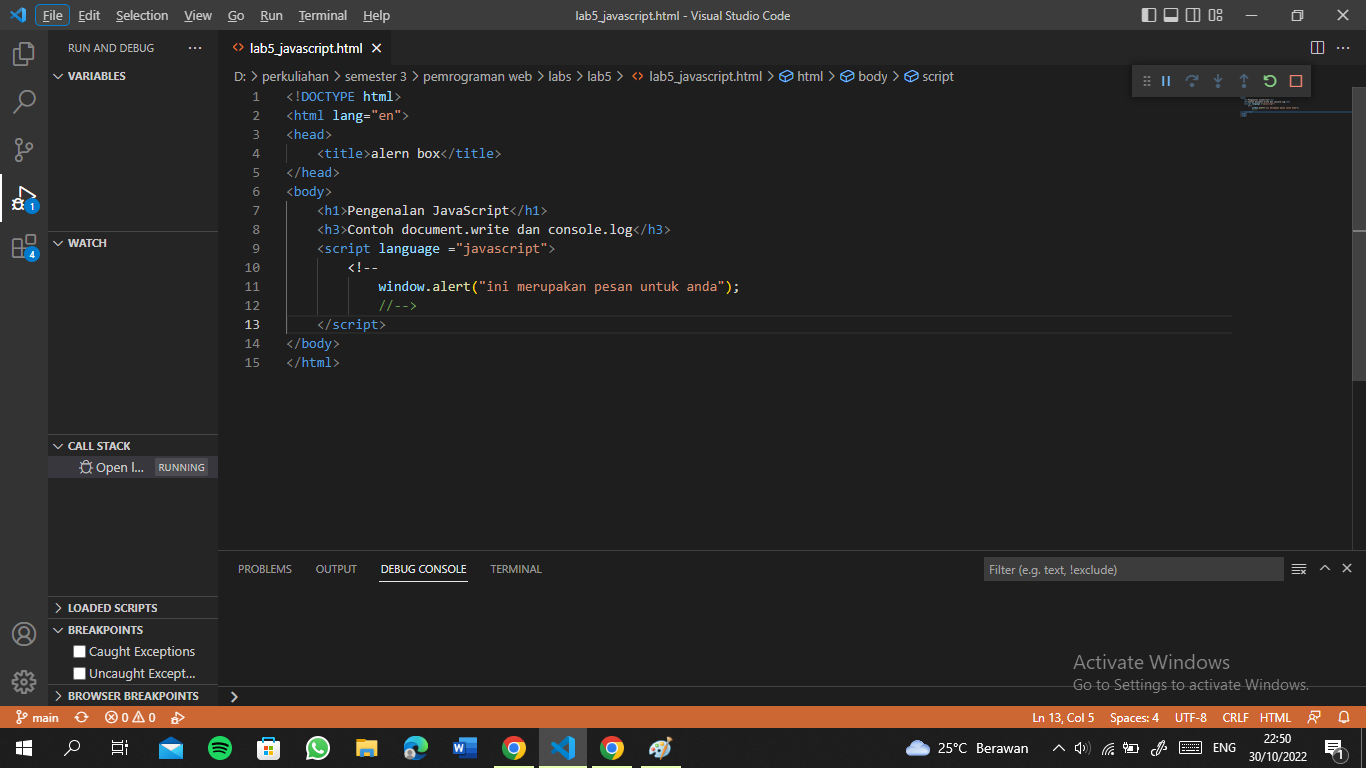 File Edit Selection View Go Run Terminal Help
lab5_javascript.html - Visual Studio Code
RUN AND DEBUG ···
VARIABLES
WATCH
CALL STACK
Open l... RUNNING
LOADED SCRIPTS
BREAKPOINTS
Caught Exceptions
Uncaught Except...
BROWSER BREAKPOINTS
1
4
<> lab5_javascript.html
D: > perkuliahan > semester 3 > pemrograman web > labs > lab5 > <> lab5_javascript.html > html > body > script
1 <!DOCTYPE html>
2 <html lang="en">
3 <head>
4 <title>alern box</title>
5 </head>
6 <body>
7 <h1>Pengenalan JavaScript</h1>
8 <h3>Contoh document.write dan console.log</h3>
9 <script language ="javascript">
10 <!--
11 window.alert("ini merupakan pesan untuk anda");
12 //-->
13 </script>
14 </body>
15 </html>
PROBLEMS OUTPUT DEBUG CONSOLE TERMINAL
Filter (e.g. text, !exclude)
Activate Windows
Go to Settings to activate Windows.
main 0 0
Ln 13, Col 5 Spaces: 4 UTF-8 CRLF HTML
25°C Berawan ENG
22:50
30/10/2022
1